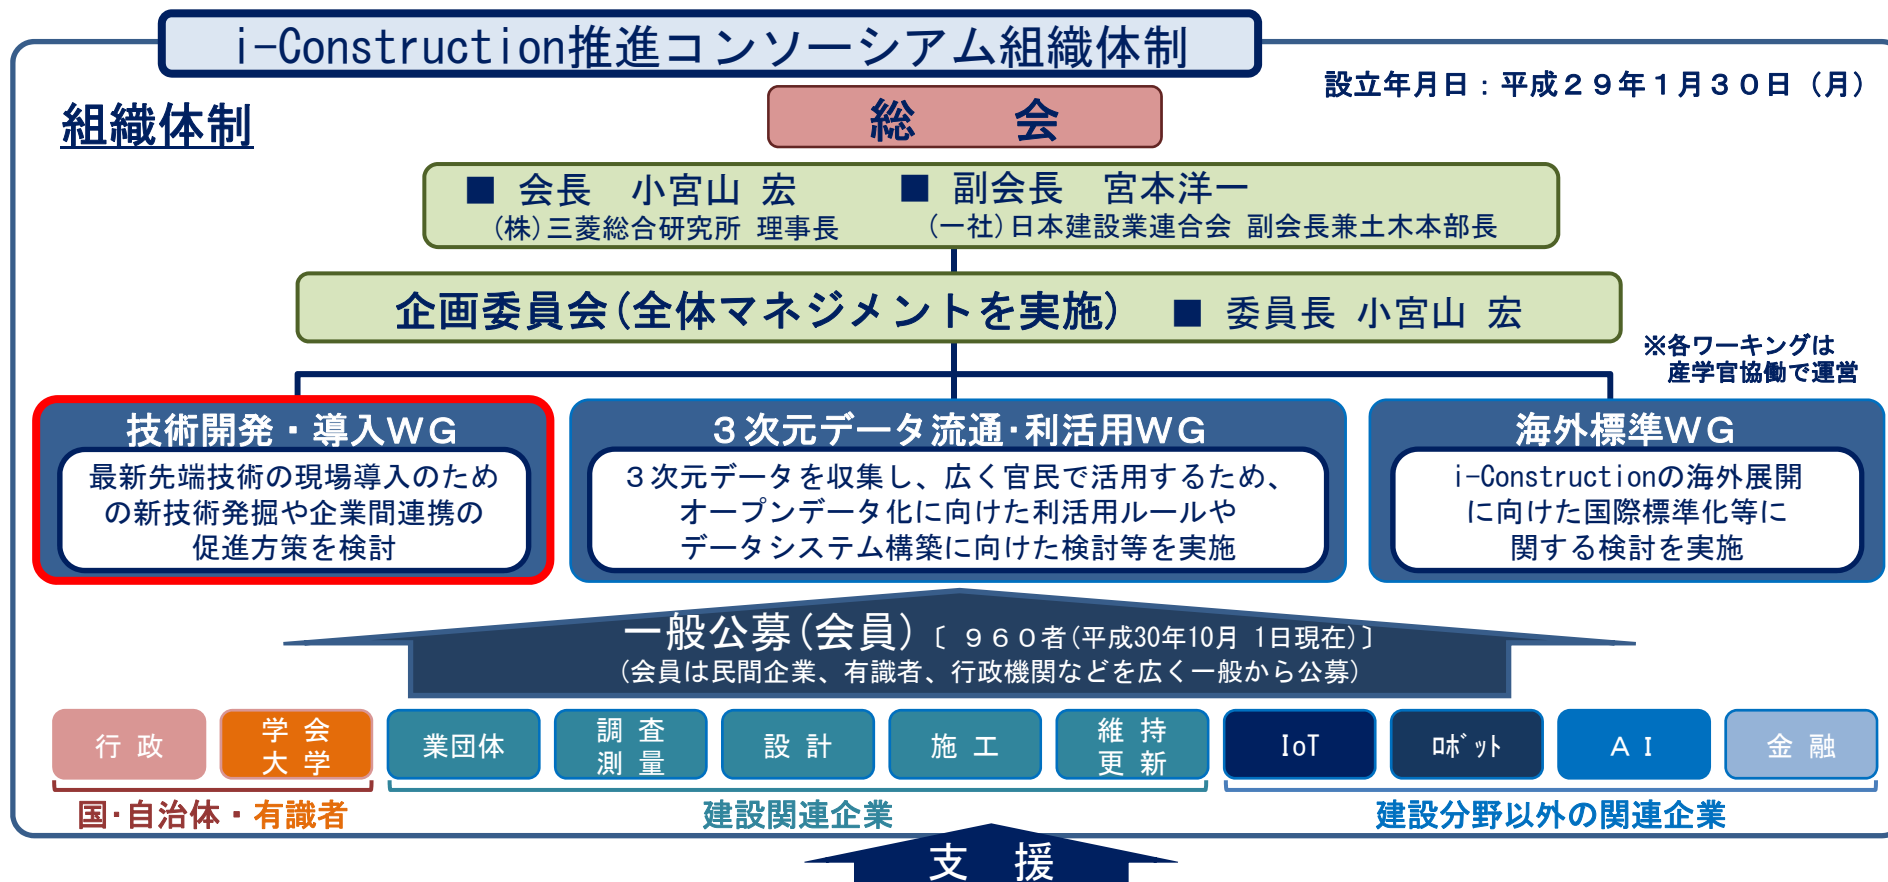 i-Construction推進コンソーシアム組織体制
設立年月日：平成２９年１月３０日（月）
組織体制
総　会
■ 会長　小宮山 宏
(株)三菱総合研究所 理事長
■ 副会長　宮本洋一
(一社)日本建設業連合会 副会長兼土木本部長
企画委員会(全体マネジメントを実施)　■ 委員長 小宮山 宏
※各ワーキングは
産学官協働で運営
技術開発・導入ＷＧ
最新先端技術の現場導入のため
の新技術発掘や企業間連携の
促進方策を検討
３次元データ流通･利活用ＷＧ
３次元データを収集し、広く官民で活用するため、
オープンデータ化に向けた利活用ルールや
データシステム構築に向けた検討等を実施
海外標準ＷＧ
i-Constructionの海外展開
に向けた国際標準化等に
関する検討を実施
一般公募(会員)〔 ９６０者(平成30年10月 1日現在)〕
(会員は民間企業、有識者、行政機関などを広く一般から公募)
行 政
学 会
大 学
業団体
調 査
測 量
設 計
施 工
維 持
更 新
IoT
ﾛﾎﾞｯﾄ
ＡＩ
金 融
国･自治体・有識者
建設関連企業
建設分野以外の関連企業
支　援